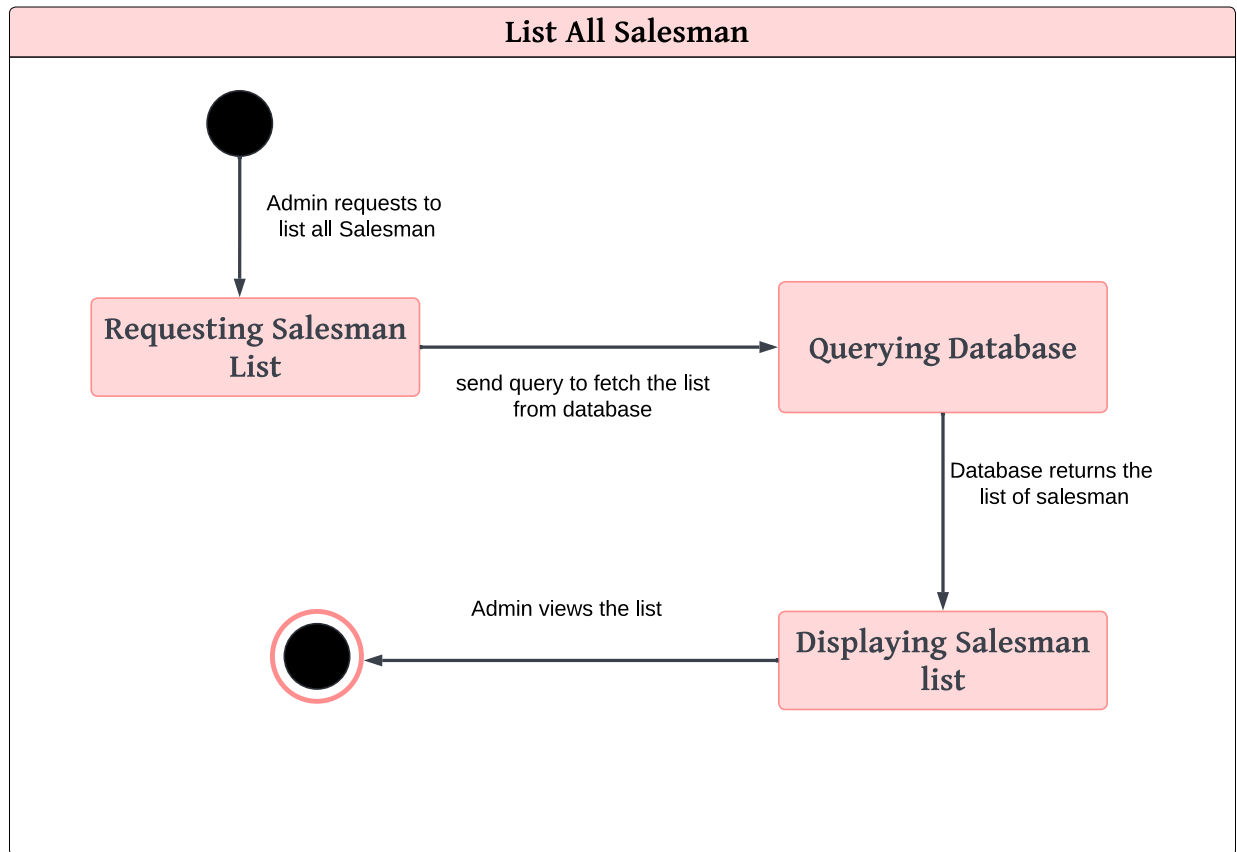 List All Salesman
Admin requests to
list all Salesman
Requesting Salesman
List
send query to fetch the list
from database
Querying Database
Database returns the
list of salesman
Displaying Salesman
list
Admin views the list